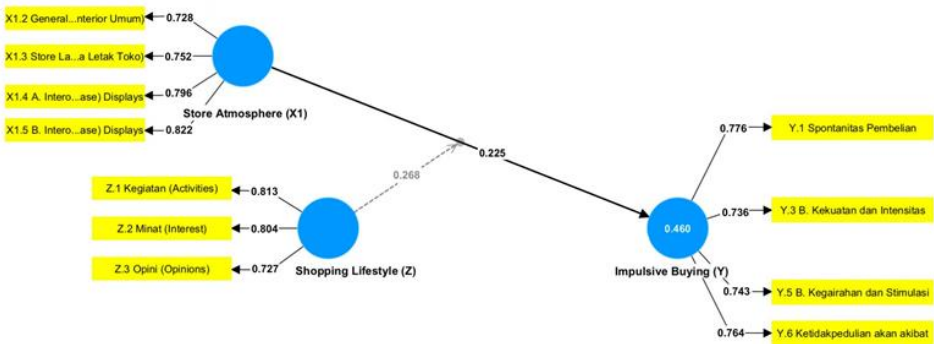 X1.2 General...nterior Umum)
0.728
X1.3 Store La...a Letak Toko)
0.752
X1.4 A. Intero...ase) Displays
0.796
X1.5 B. Intero...ase) Displays
0.822
Store Atmosphere (X1)
0.225
0.268
Z.1 Kegiatan (Activities)
0.813
Z.2 Minat (Interest)
0.804
Z.3 Opini (Opinions)
0.727
Shopping Lifestyle (Z)
0.460
Impulsive Buying (Y)
0.776
Y.1 Spontanitas Pembelian
0.736
Y.3 B. Kekuatan dan Intensitas
0.743
Y.5 B. Kegairahan dan Stimulasi
0.764
Y.6 Ketidakpedulian akan akibat